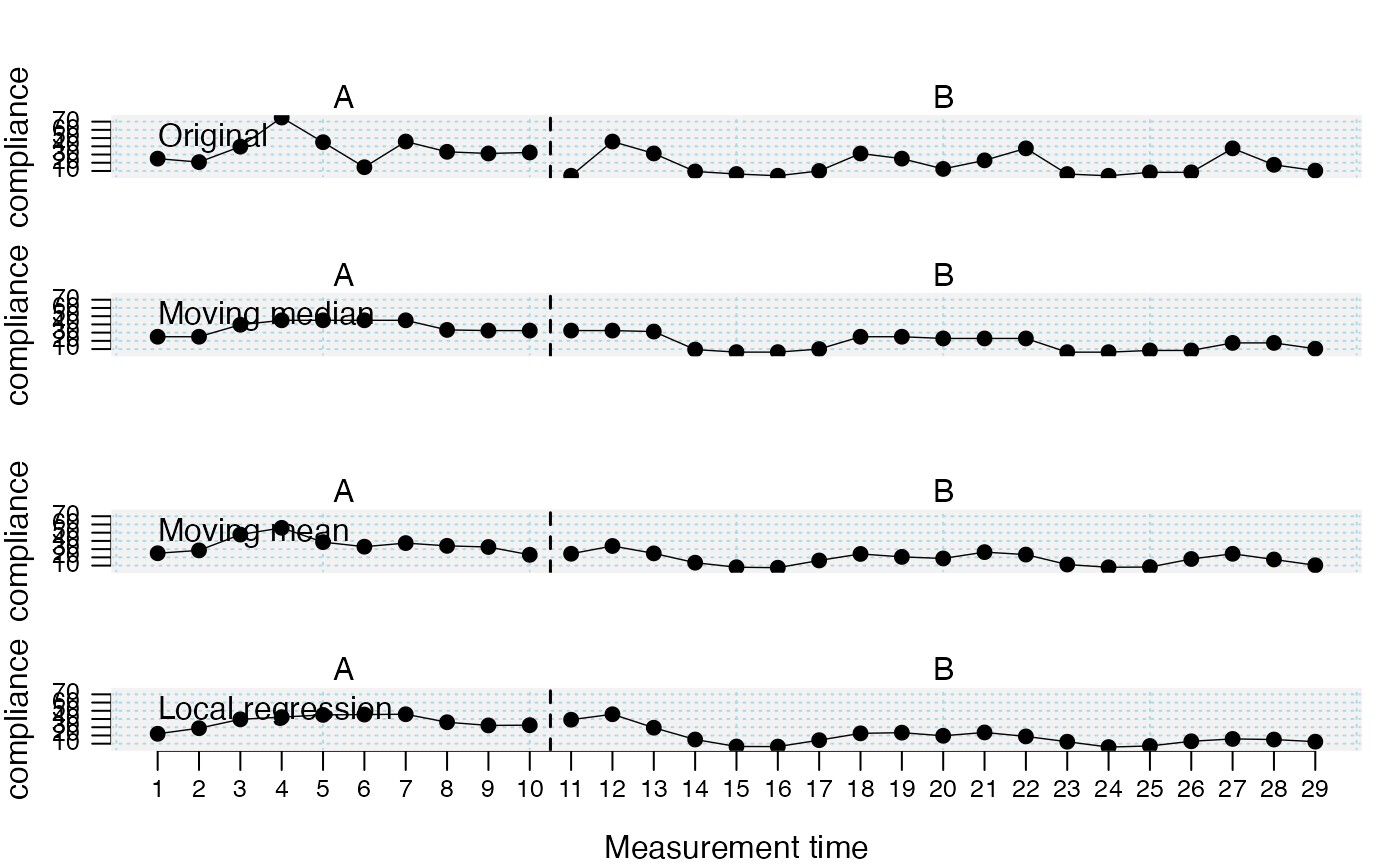 compliance
A B
70
10
Original
compliance
A B
70
10
Moving median
compliance
A B
70
10
Moving mean
compliance
A B
70
10
Local regression
1 2 3 4 5 6 7 8 9 10 11 12 13 14 15 16 17 18 19 20 21 22 23 24 25 26 27 28 29
Measurement time